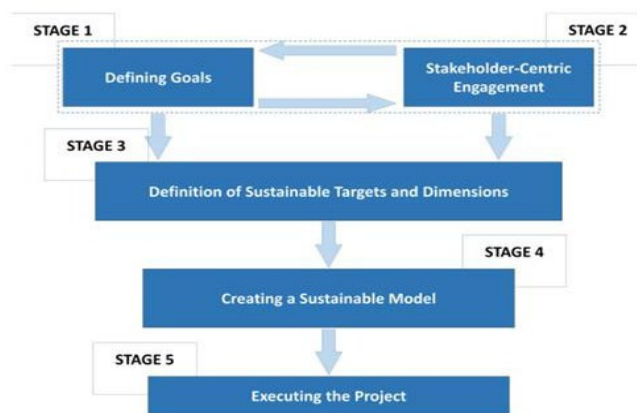 STAGE 1
STAGE 2
Defining Goals
Stakeholder-Centric
Engagement
STAGE 3
Definition of Sustainable Targets and Dimensions
STAGE 4
Creating a Sustainable Model
STAGE 5
Executing the Project